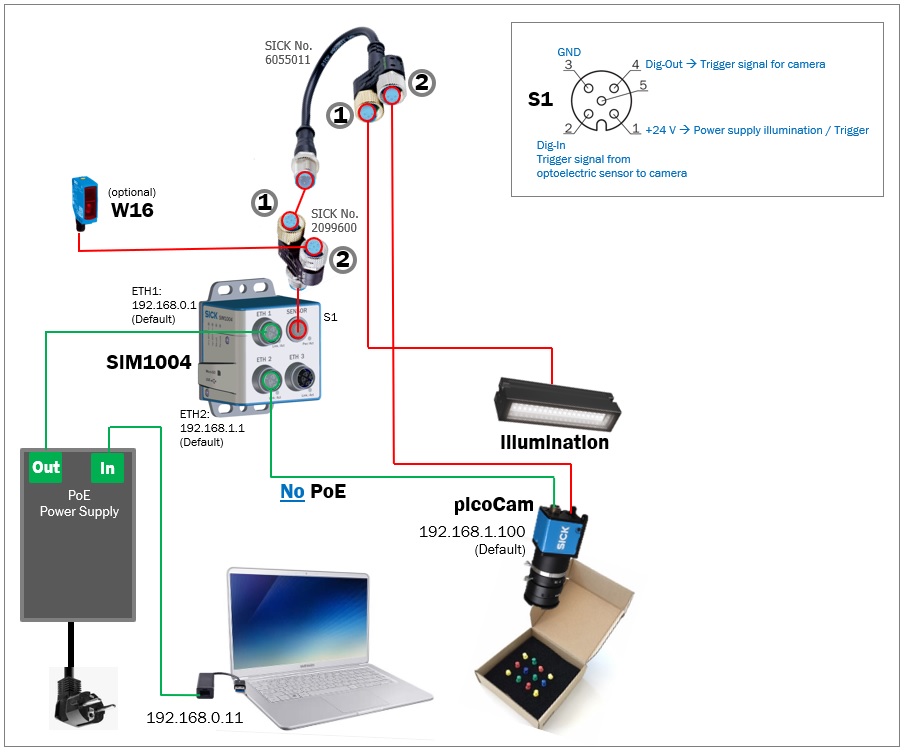 SICK No.
6055011
2
1
GND
3
4
Dig-Out → Trigger signal for camera
5
S1
2
1
+24 V → Power supply illumination / Trigger
Dig-In
Trigger signal from
optoelectric sensor to camera
(optional)
W16
1
SICK No.
2099600
2
ETH1:
192.168.0.1
(Default)
SICK
SIM1004
ETH 1
SENSOR
S1
SIM1004
ETH 2
ETH 3
ETH2:
192.168.1.1
(Default)
Illumination
Out
In
PoE
Power Supply
No PoE
picoCam
192.168.1.100
(Default)
SICK
192.168.0.11